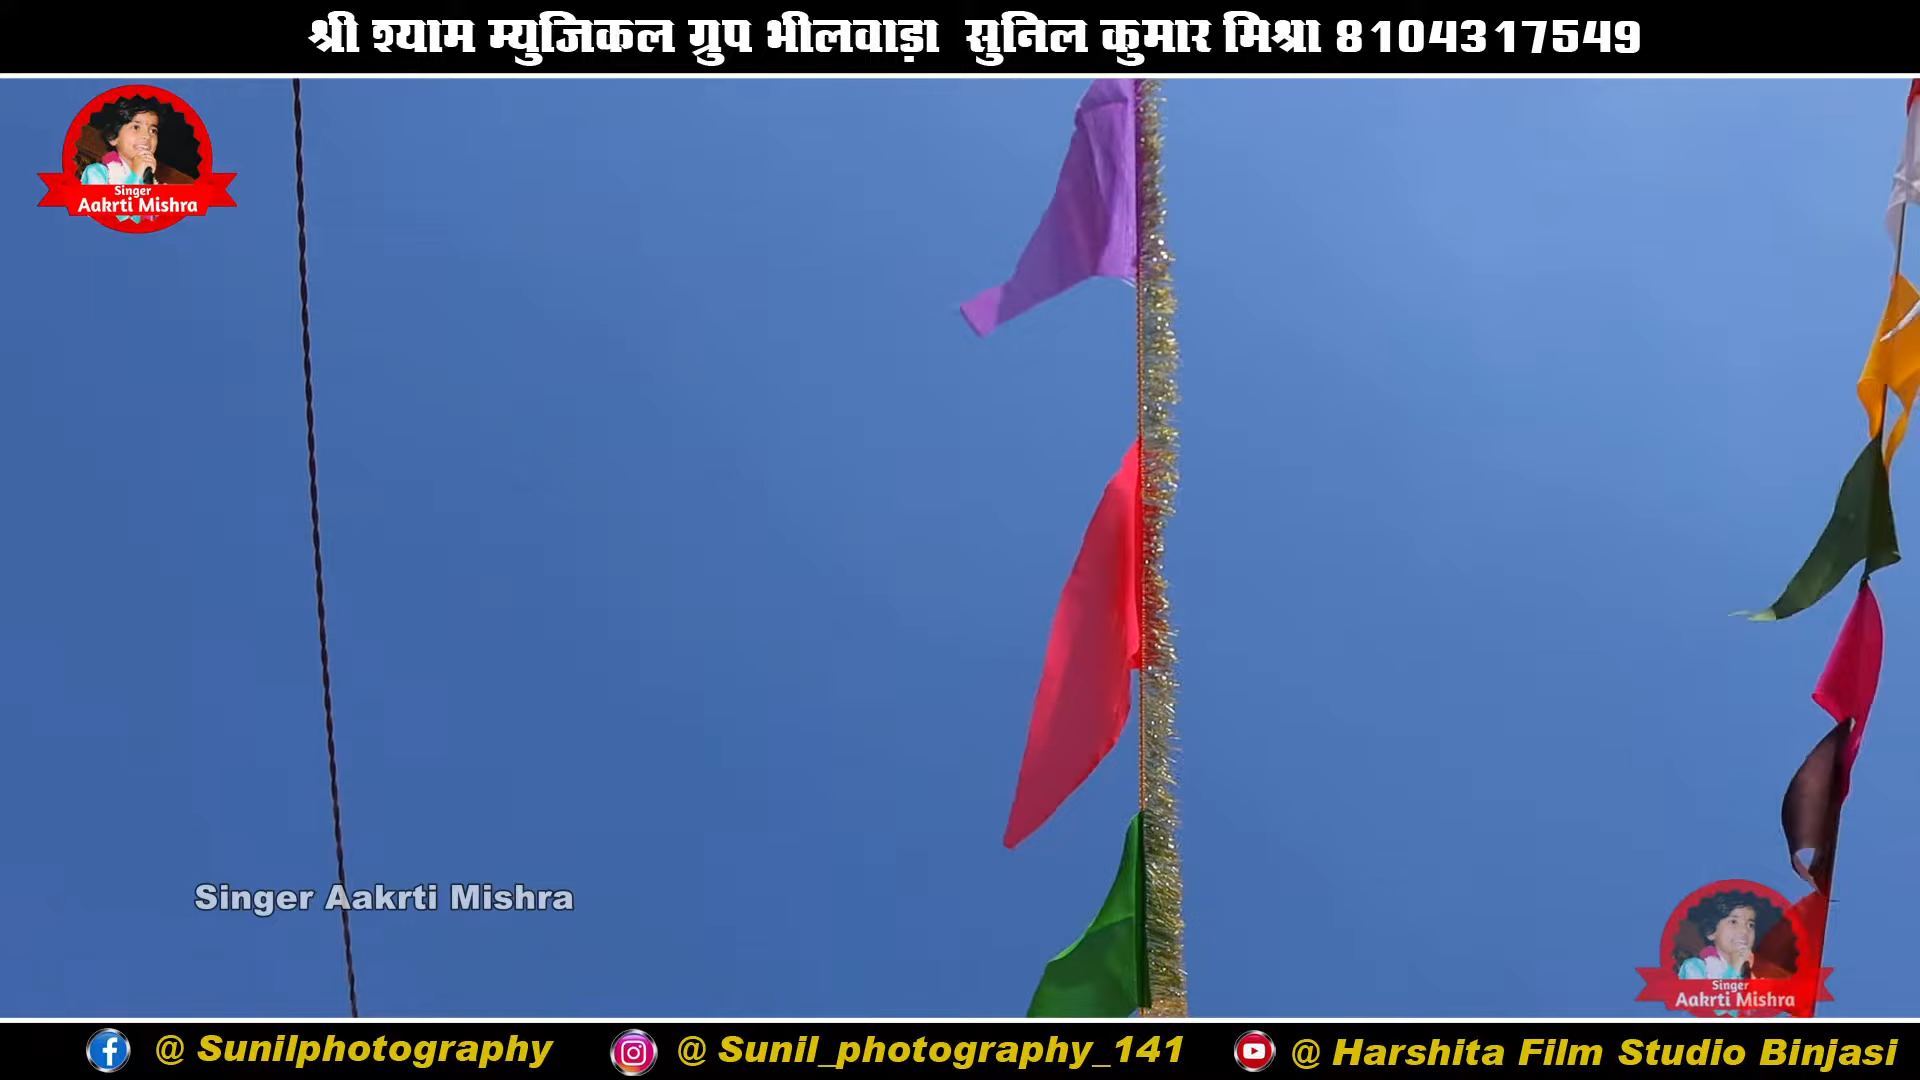 श्री श्याम म्युजिकल ग्रुप भीलवाड़ा सुनिल कुमार मिश्रा 8104317549
Singer
Aakrti Mishra
Singer Aakrti Mishra
Singer
Aakrti Mishra
@ Sunilphotography
@ Sunil_photography_141
@ Harshita Film Studio Binjasi